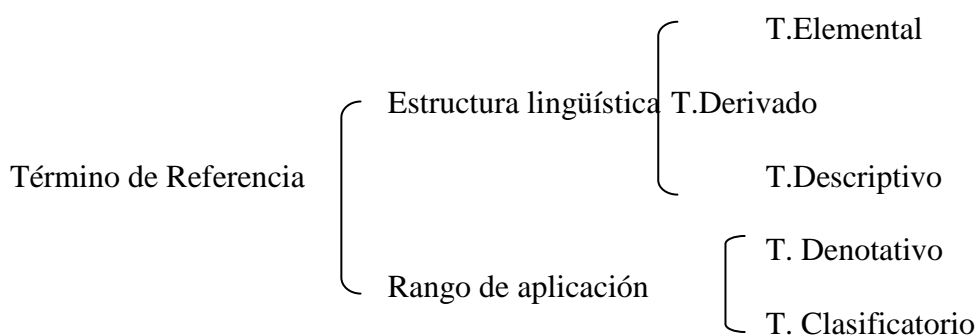 T.Elemental
Estructura lingüística T.Derivado
Término de Referencia
T.Descriptivo
T. Denotativo
Rango de aplicación
T. Clasificatorio